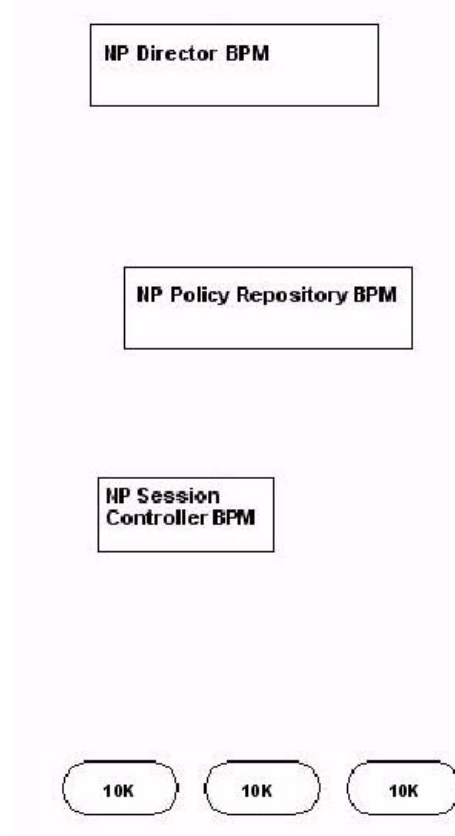 NP Director BPM
NP Policy Repository BPM
NP Session
Controller BPM
10K 10K 10K